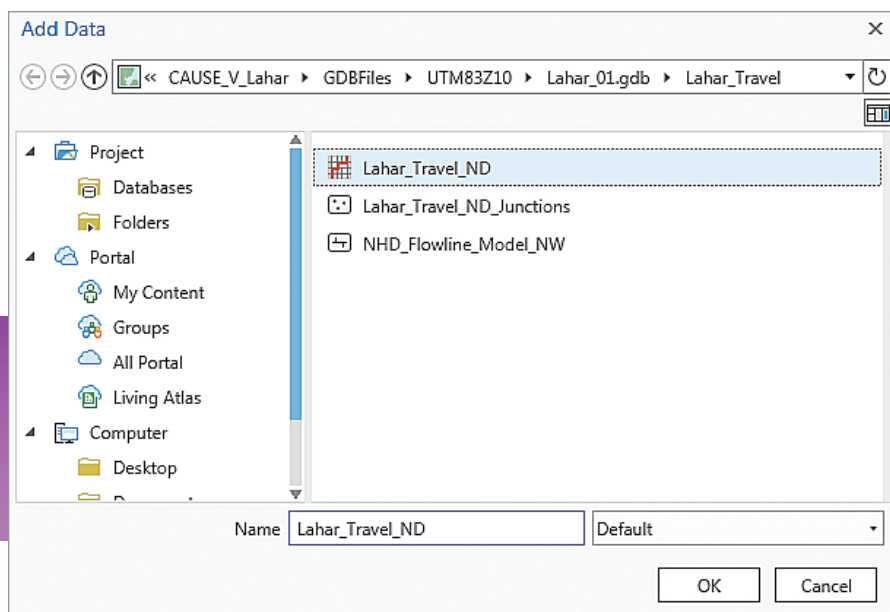 Add Data
« CAUSE_V_Lahar ▸ GDBFiles ▸ UTM83Z10 ▸ Lahar_01.gdb ▸ Lahar_Travel
Project
Databases
Folders
Portal
My Content
Groups
All Portal
Living Atlas
Computer
Desktop
Lahar_Travel_ND
Lahar_Travel_ND_Junctions
NHD_Flowline_Model_NW
Name Lahar_Travel_ND Default
OK Cancel